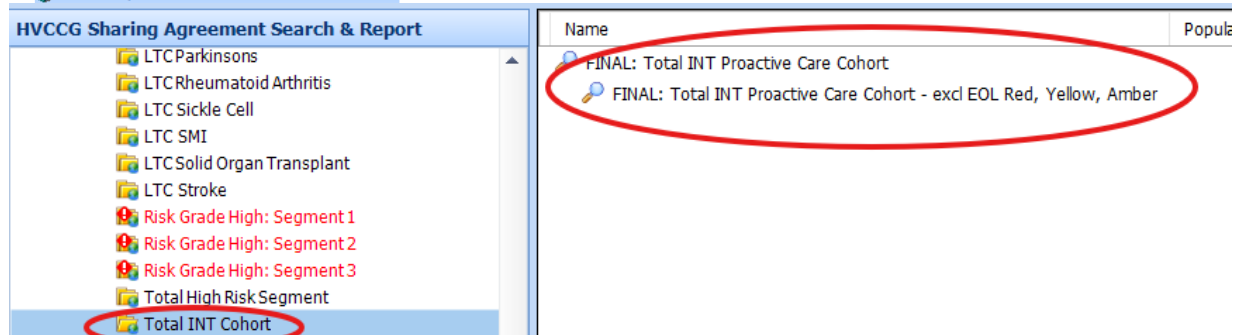 HVCCG Sharing Agreement Search & Report
LTC Parkinsons
LTC Rheumatoid Arthritis
LTC Sickle Cell
LTC SMI
LTC Solid Organ Transplant
LTC Stroke
Risk Grade High: Segment 1
Risk Grade High: Segment 2
Risk Grade High: Segment 3
Total High Risk Segment
Total INT Cohort
Name
Popula
FINAL: Total INT Proactive Care Cohort
FINAL: Total INT Proactive Care Cohort - excl EOL Red, Yellow, Amber